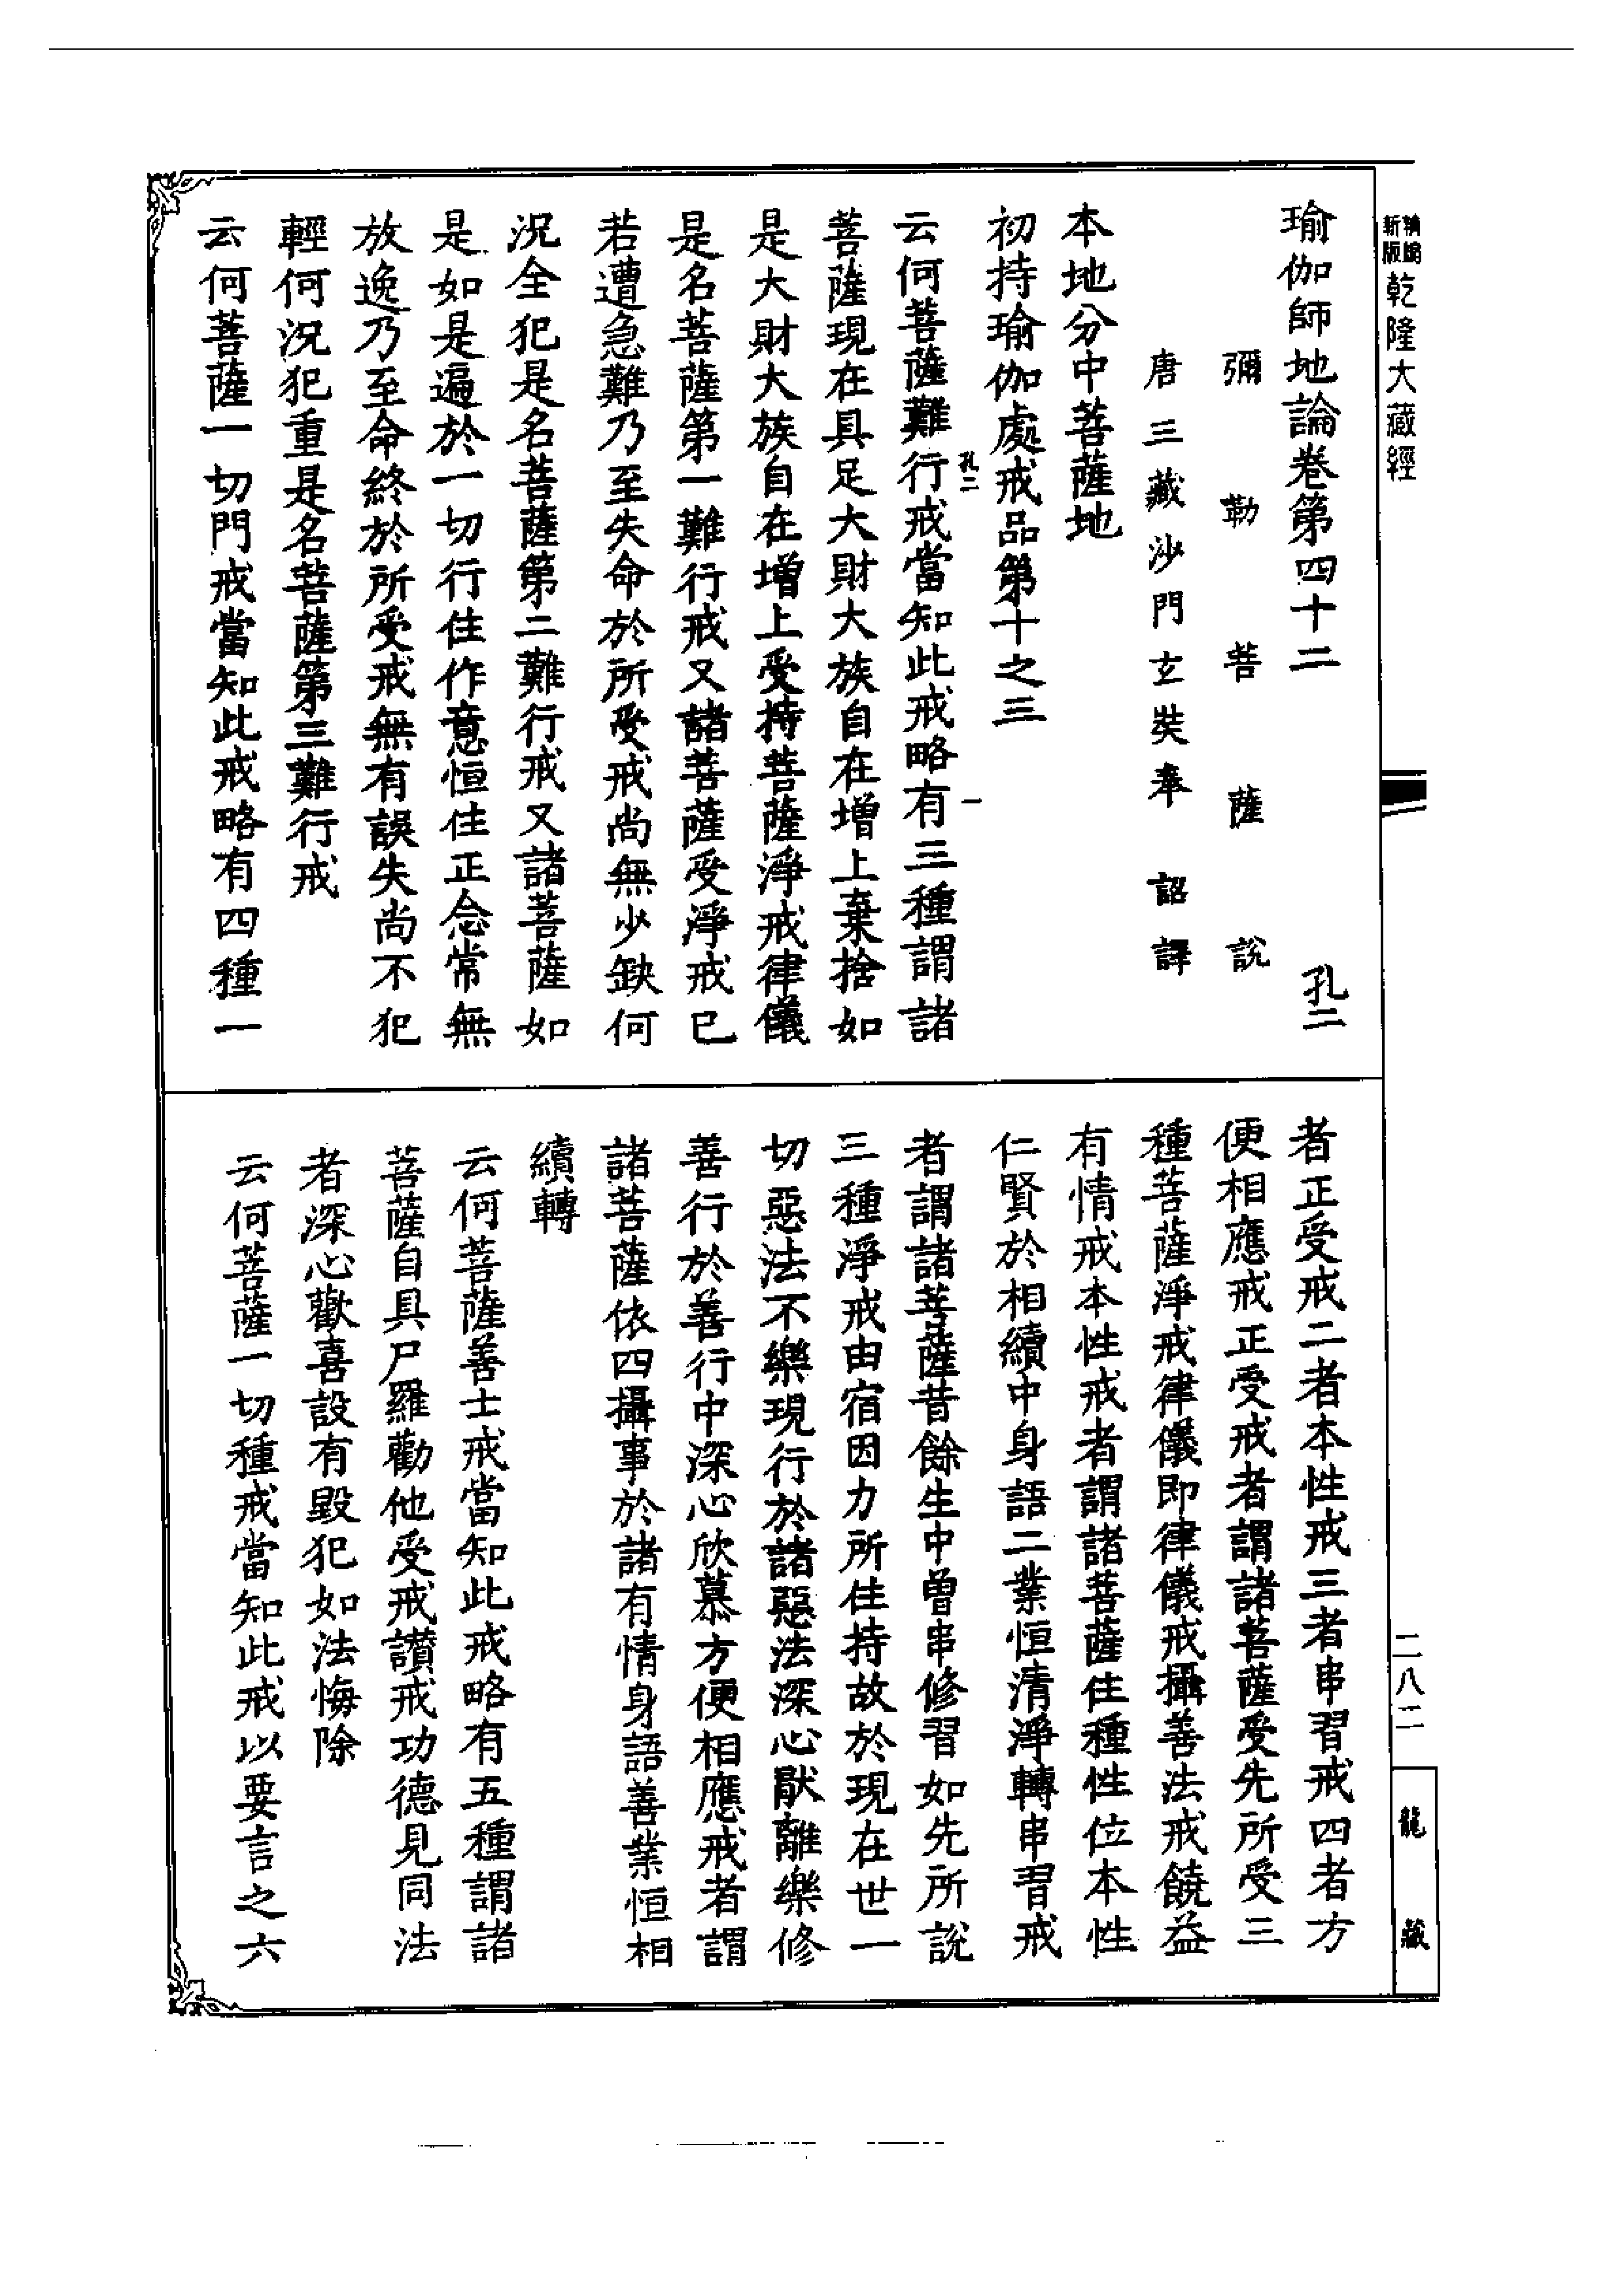 新版精縮乾隆大藏經
瑜伽師地論卷第四十二　孔二
彌勒菩薩說
唐三藏沙門玄奘奉詔譯
本地分中菩薩地
初持瑜伽處戒品第十之三
孔二　一
云何菩薩難行戒當知此戒略有三種謂諸
菩薩現在具足大財大族自在增上棄捨如
是大財大族自在增上受持菩薩淨戒律儀
是名菩薩第一難行戒又諸菩薩受淨戒已
若遭急難乃至失命於所受戒尚無少缺何
況全犯是名菩薩第二難行戒又諸菩薩如
是如是遍於一切行住作意恒住正念常無
放逸乃至命終於所受戒無有誤失尚不犯
輕何況犯重是名菩薩第三難行戒
云何菩薩一切門戒當知此戒略有四種一
者正受戒二者本性戒三者串習戒四者方
便相應戒正受戒者謂諸菩薩受先所受三
種菩薩淨戒律儀即律儀戒攝善法戒饒益
有情戒本性戒者謂諸菩薩住種性位本性
仁賢於相續中身語二業恒清淨轉串習戒
者謂諸菩薩昔餘生中曾串修習如先所說
三種淨戒由宿因力所住持故於現在世一
切惡法不樂現行於諸惡法深心厭離樂修
善行於善行中深心欣慕方便相應戒者謂
諸菩薩依四攝事於諸有情身語善業恒相
續轉
云何菩薩善士戒當知此戒略有五種謂諸
菩薩自具尸羅勸他受戒讚戒功德見同法
者深心歡喜設有毀犯如法悔除
云何菩薩一切種戒當知此戒以要言之六
二八二
龍藏